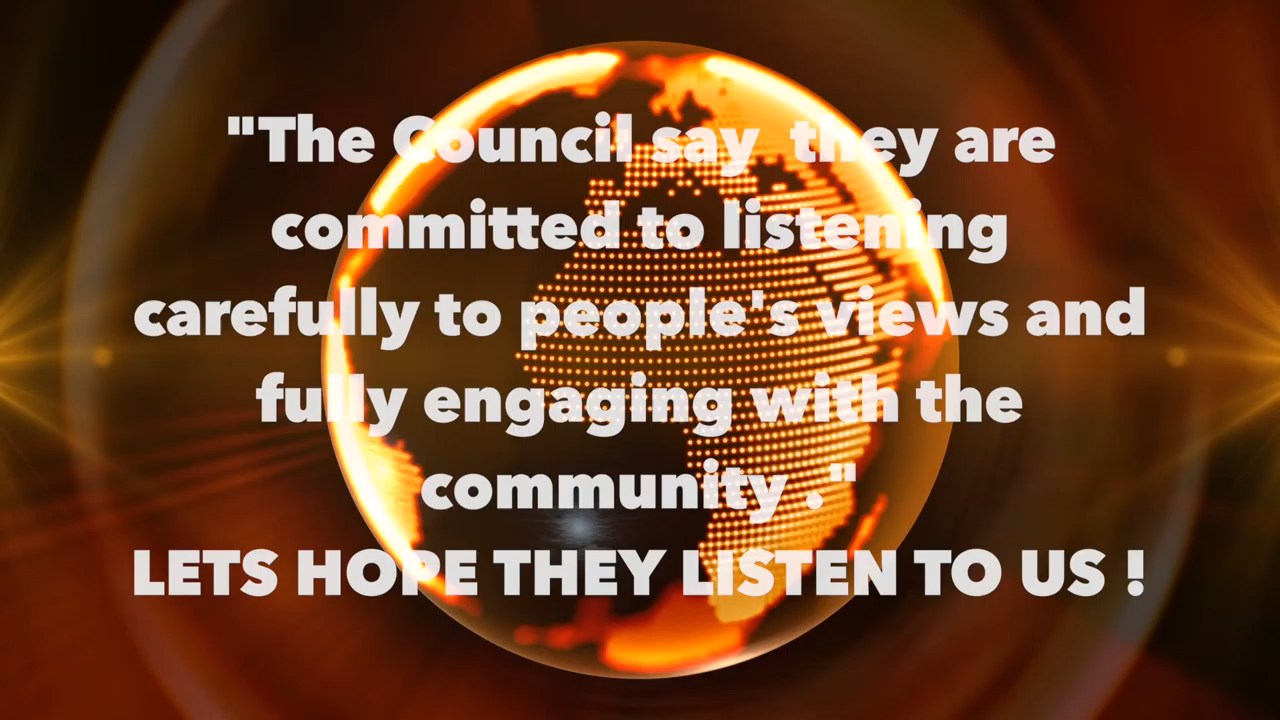 "The Council say  they are
committed to listening
carefully to people's views and
fully engaging with the
community ."
LETS HOPE THEY LISTEN TO US !